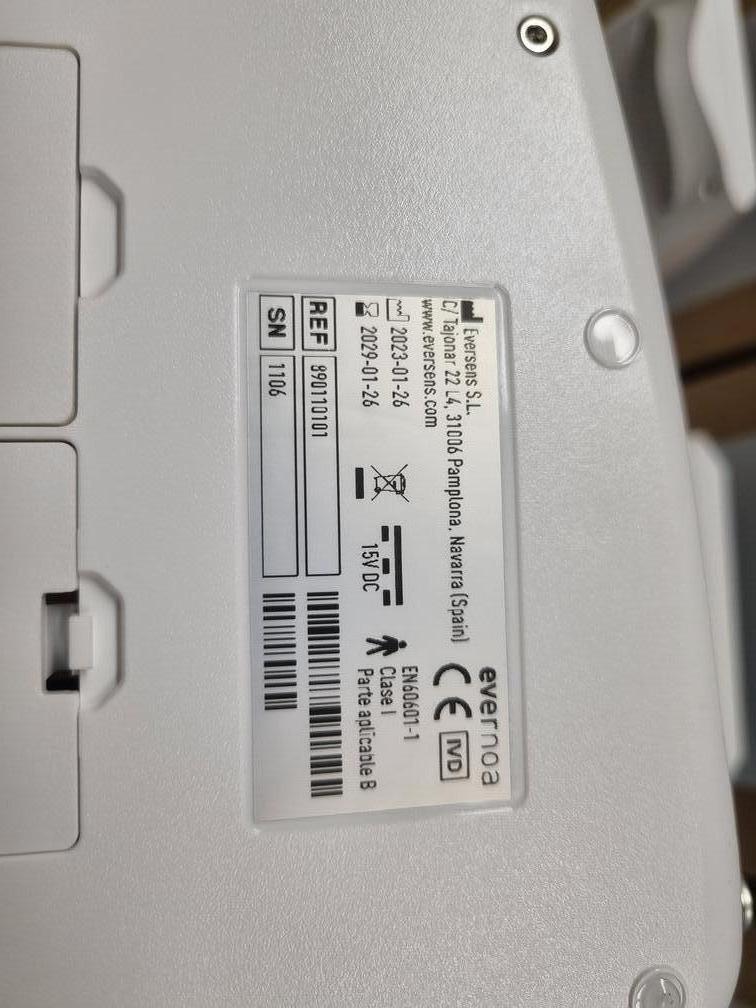 evernoa
Eversens S.L.
C/ Tajonar 22 L4, 31006 Pamplona, Navarra (Spain)
www.eversens.com
CE IVD
2023-01-26
2029-01-26
15V DC
EN60601-1
Clase I
Parte aplicable B
REF 890110101
SN 1106